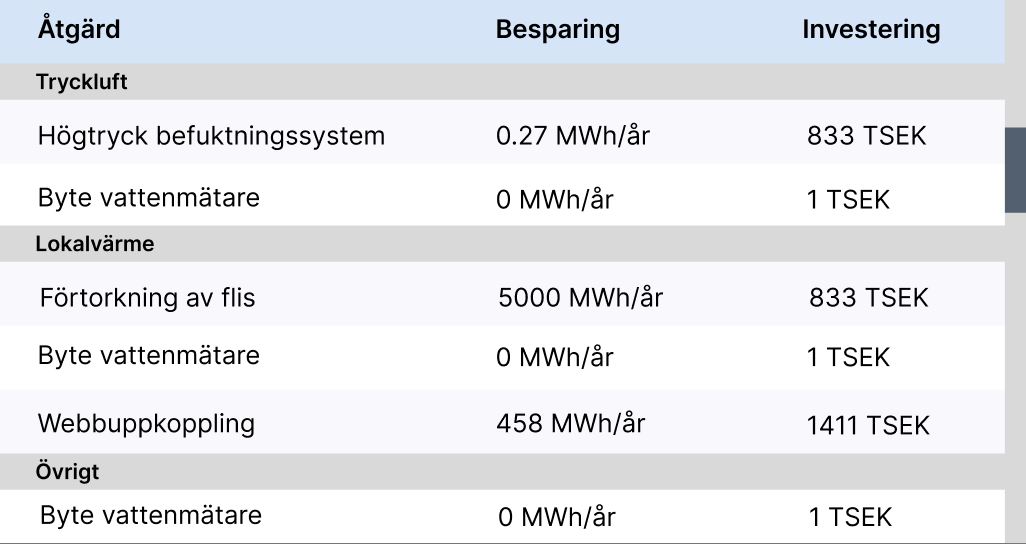 Åtgärd Besparing Investering
Tryckluft
Högtryck befuktningssystem 0.27 MWh/år 833 TSEK
Byte vattenmätare 0 MWh/år 1 TSEK
Lokalvärme
Förtorkning av flis 5000 MWh/år 833 TSEK
Byte vattenmätare 0 MWh/år 1 TSEK
Webbuppkoppling 458 MWh/år 1411 TSEK
Övrigt
Byte vattenmätare 0 MWh/år 1 TSEK